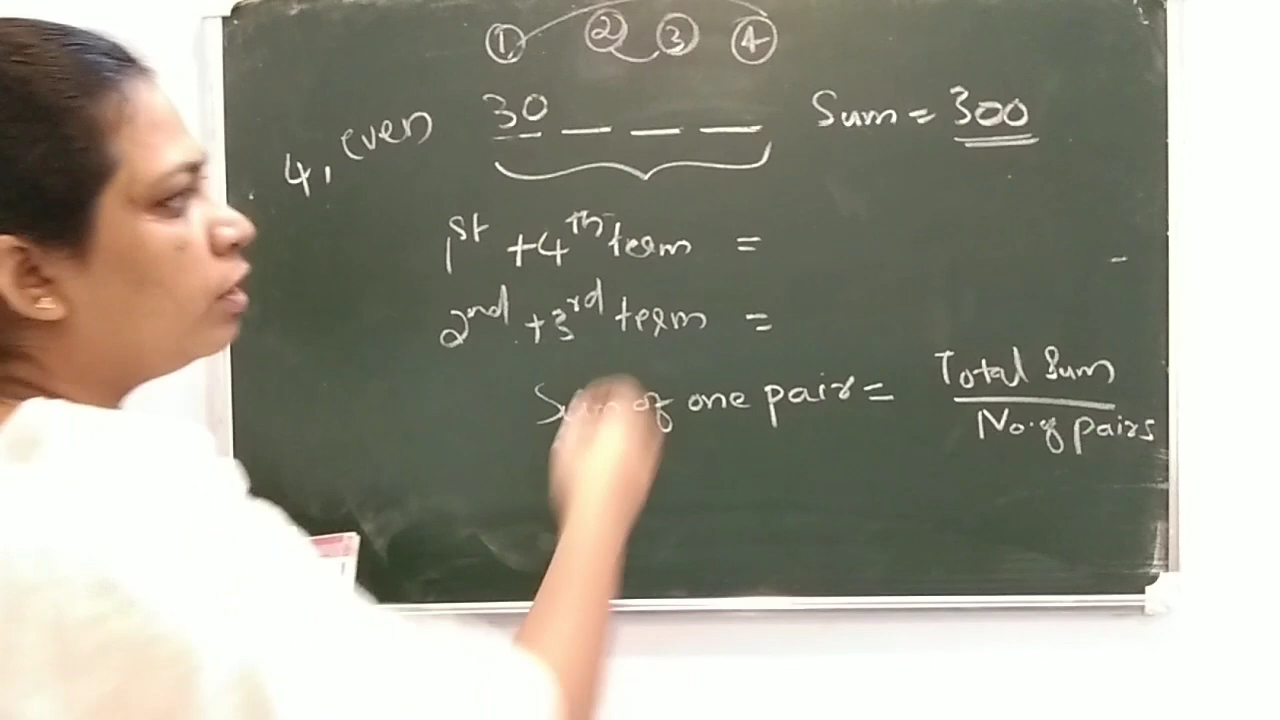 ① ② ③ ④
4, even 30 _ _ _ Sum = 300
1st + 4th term =
2nd + 3rd term =
Sum of one pair = Total Sum
No. of pairs